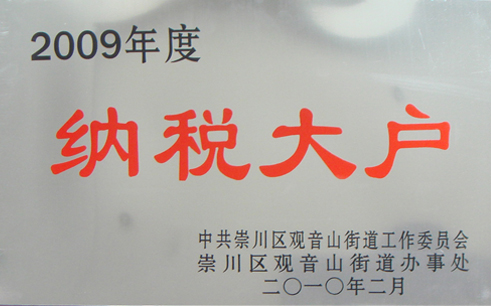 2009年度
纳税大户
中共崇川区观音山街道工作委员会
崇川区观音山街道办事处
二〇一〇年二月